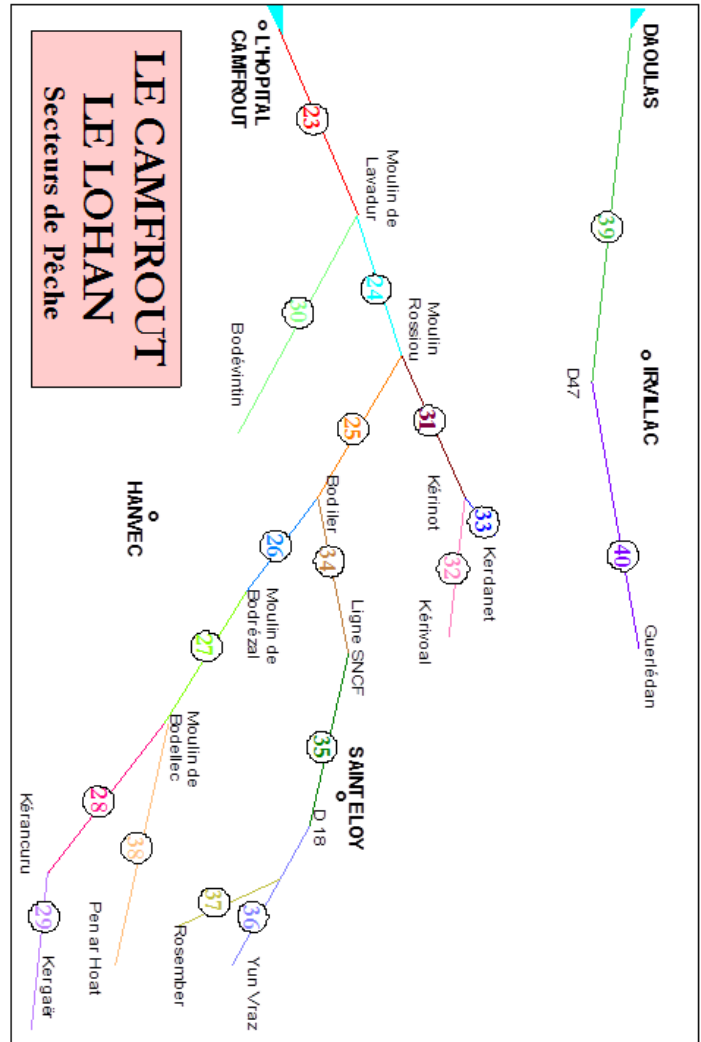 DAOULAS
39
IRVILLAC
D47
40
Guerlédan
L'HOPITAL
CAMFROUT
23
Moulin de
Lavadur
24
30
Bodévintin
Moulin
Rossiou
31
25
Kérinot
33
Kerdanet
32
Kérivoal
Bod iler
34
Ligne SNCF
26
HANVEC
Moulin de
Bodrézal
27
35
SAINT ELOY
D 18
Moulin de
Bodellec
28
38
37
36
Rosember
Yun Vraz
Kérancuru
29
Pen ar Hoat
Kergaër
LE CAMFROUT
LE LOHAN
Secteurs de Pêche